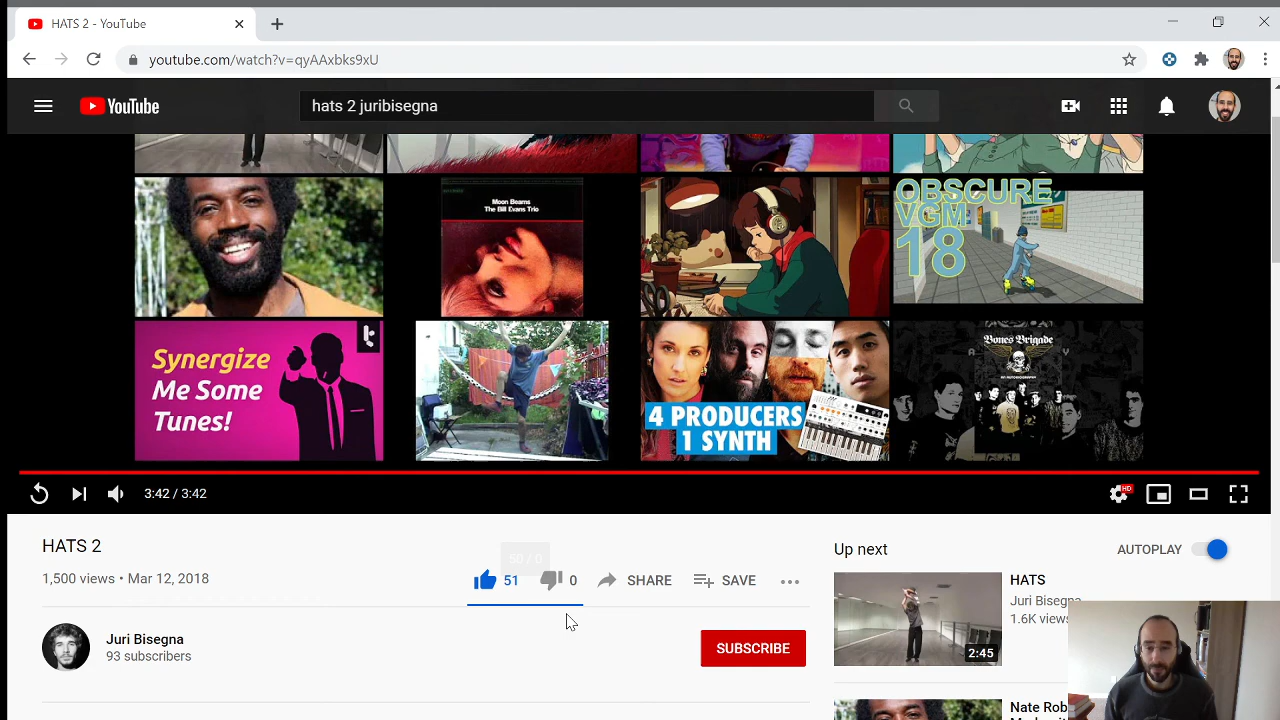 HATS 2 - YouTube
youtube.com/watch?v=qyAAxbks9xU
YouTube
hats 2 juribisegna
Moon Beams
The Bill Evans Trio
OBSCURE
VGM
18
Synergize
Me Some
Tunes!
4 PRODUCERS
1 SYNTH
Bones Brigade
3:42 / 3:42
HD
HATS 2
50 / 0
1,500 views • Mar 12, 2018
51
0
SHARE
SAVE
Juri Bisegna
93 subscribers
SUBSCRIBE
Up next
AUTOPLAY
2:45
HATS
Juri Bisegna
1.6K views
Nate Rob